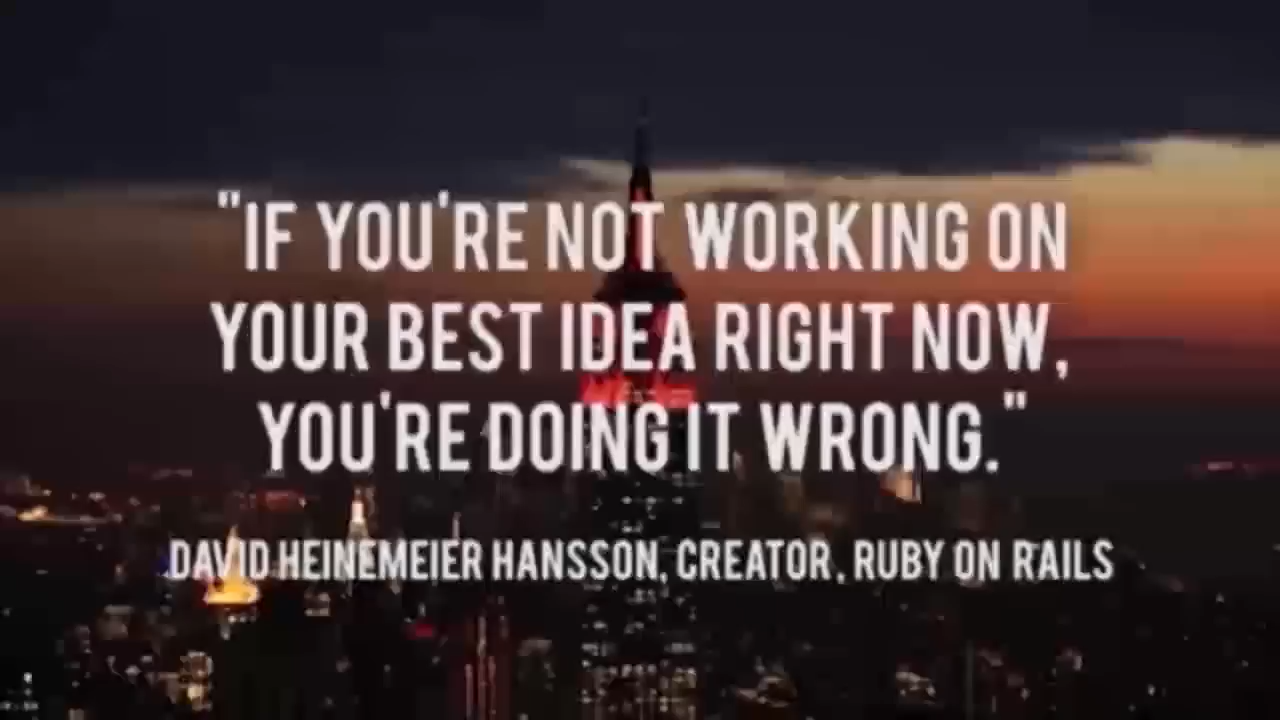 "IF YOU'RE NOT WORKING ON
YOUR BEST IDEA RIGHT NOW,
YOU'RE DOING IT WRONG."
DAVID HEINEMEIER HANSSON, CREATOR, RUBY ON RAILS